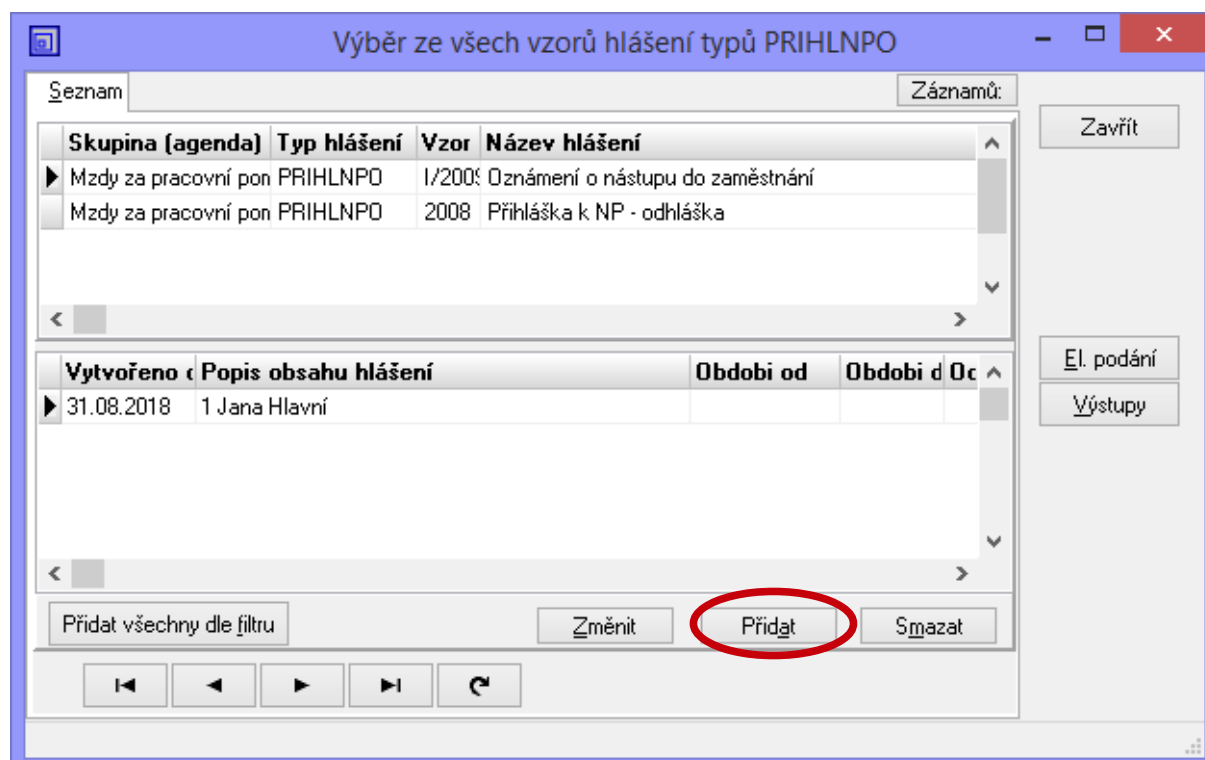 Výběr ze všech vzorů hlášení typů PRIHLNPO
Seznam
Záznamů:
Zavřít
Skupina (agenda) Typ hlášení Vzor Název hlášení
Mzdy za pracovní pon PRIHLNPO I/2009 Oznámení o nástupu do zaměstnání
Mzdy za pracovní pon PRIHLNPO 2008 Přihláška k NP - odhláška
El. podání
Výstupy
Vytvořeno Popis obsahu hlášení Obdobi od Obdobi d
31.08.2018 1 Jana Hlavní
Přidat všechny dle filtru Změnit Přidat Smazat